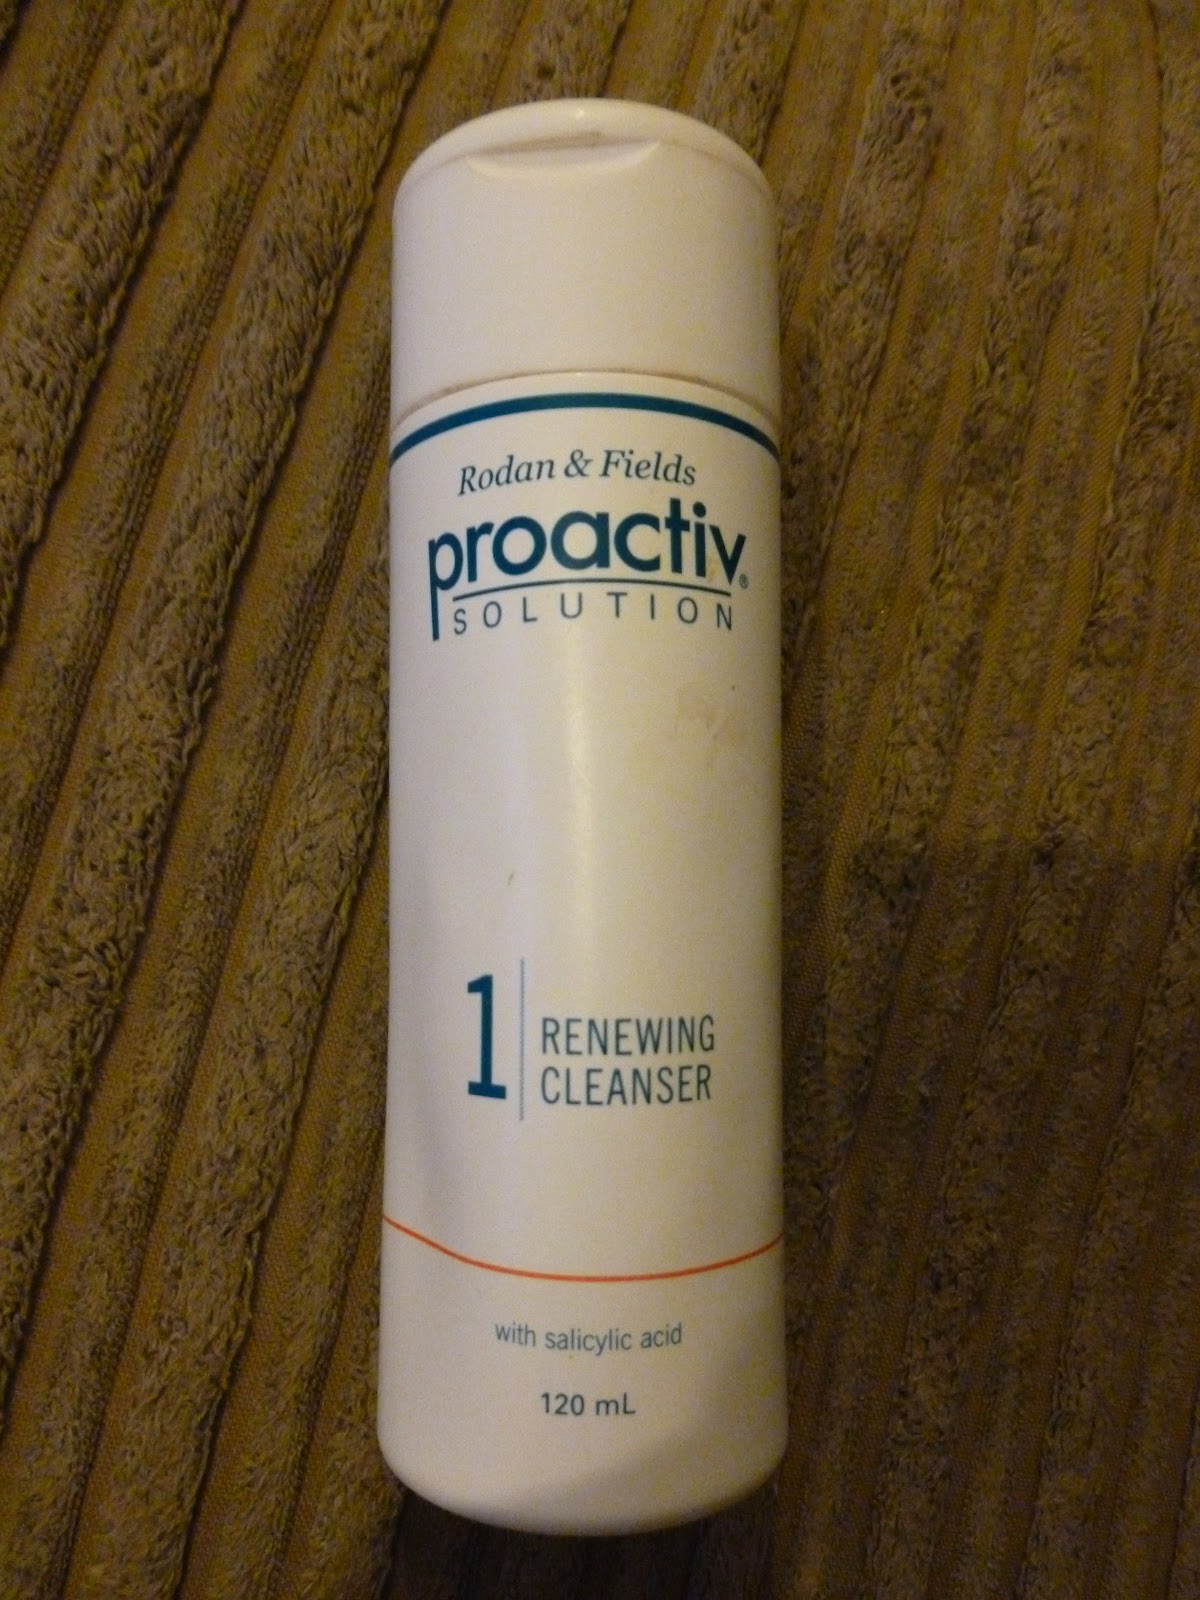 Rodan & Fields
proactiv®
SOLUTION
1
RENEWING
CLEANSER
with salicylic acid
120 mL